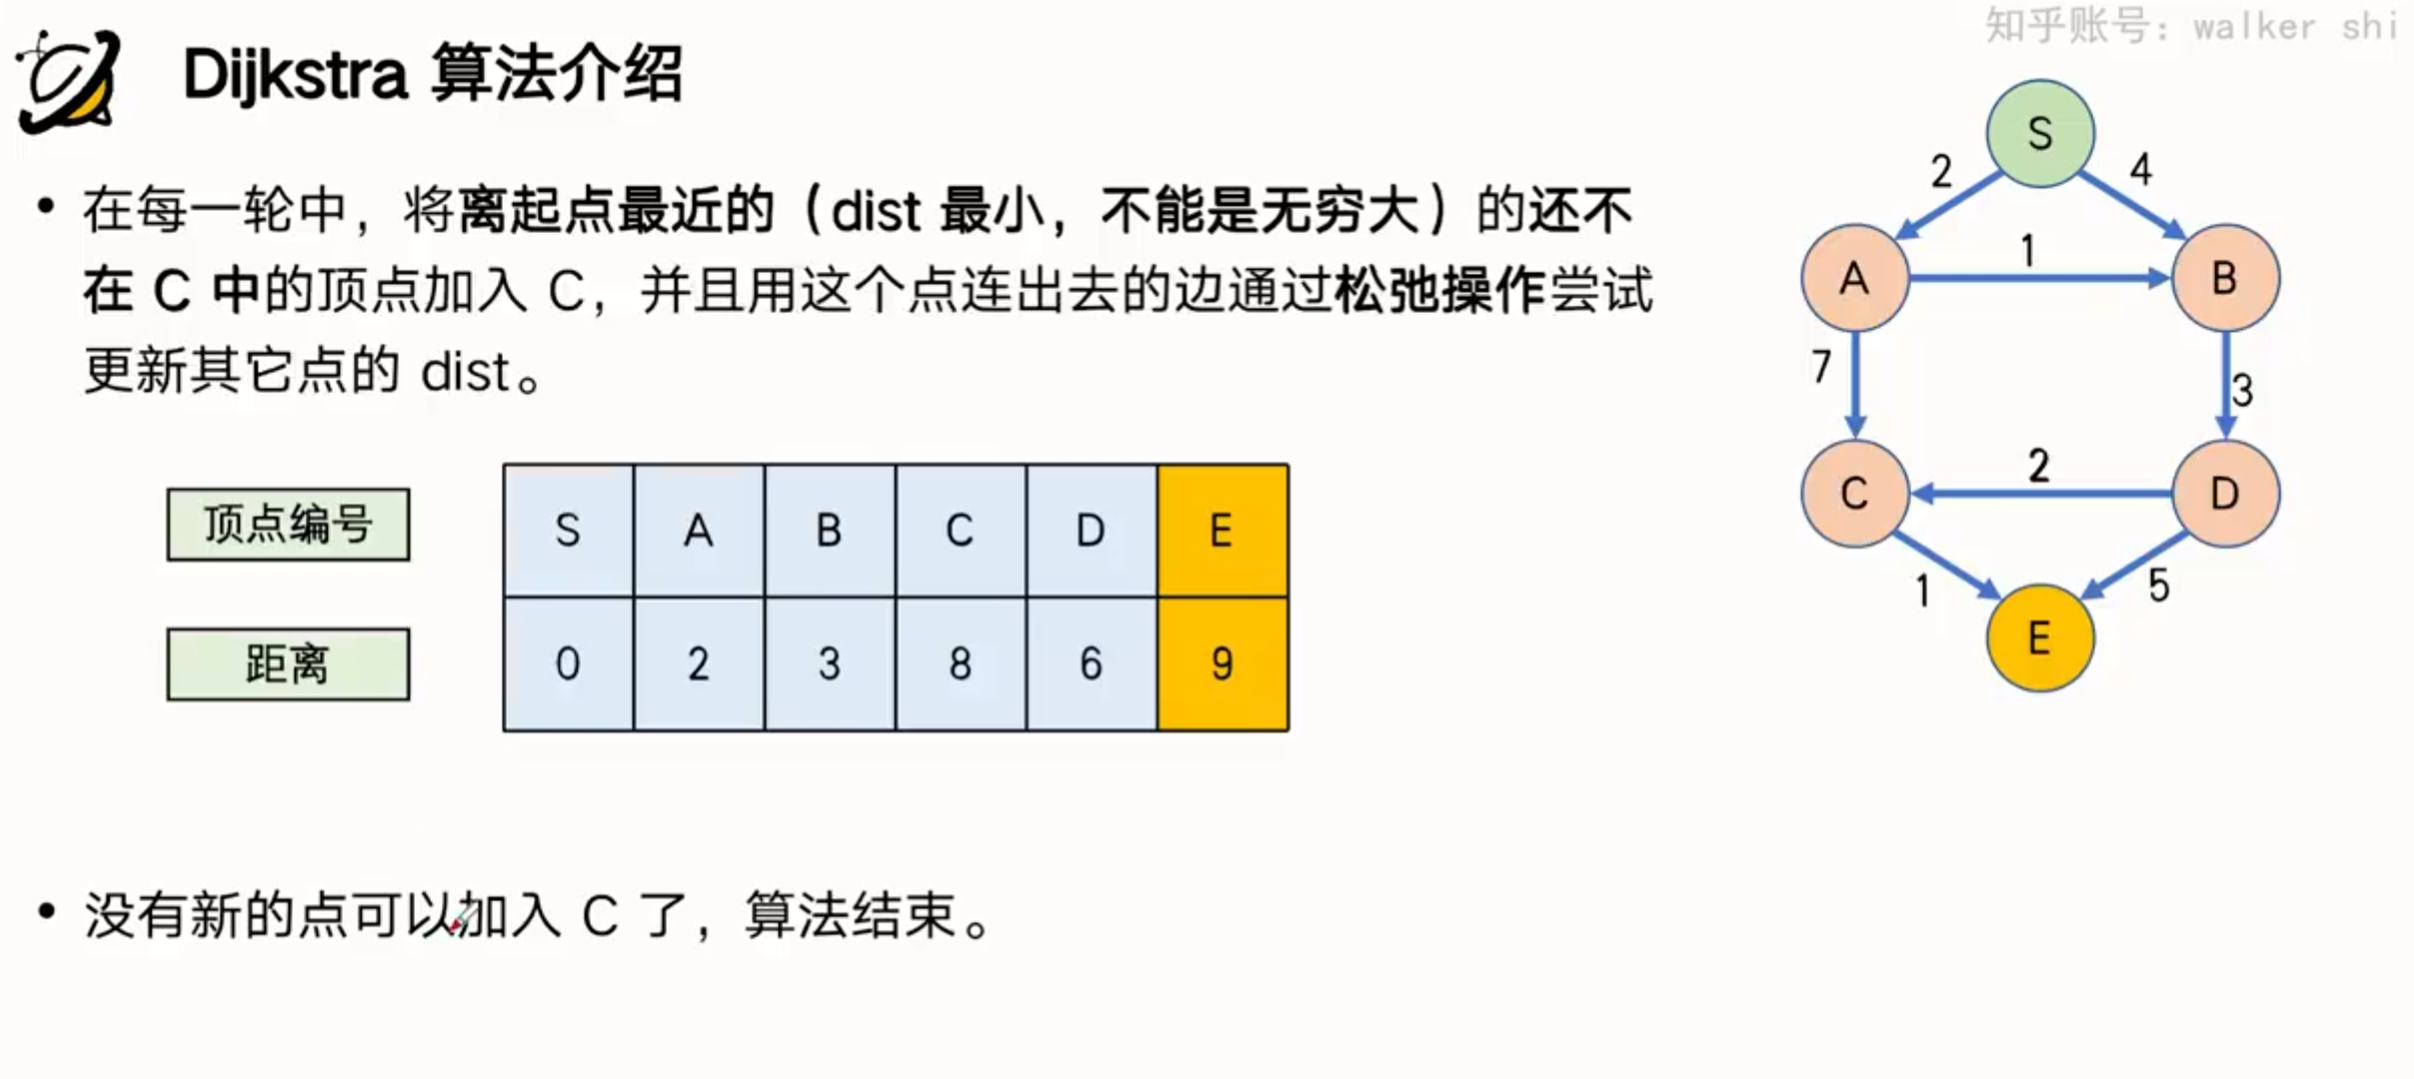 知乎账号：walker shi
Dijkstra 算法介绍
• 在每一轮中，将离起点最近的（dist 最小，不能是无穷大）的还不
在 C 中的顶点加入 C，并且用这个点连出去的边通过松弛操作尝试
更新其它点的 dist。
顶点编号 S A B C D E
距离 0 2 3 8 6 9
• 没有新的点可以加入 C 了，算法结束。
S
2 4
A 1 B
7 3
C 2 D
1 5
E